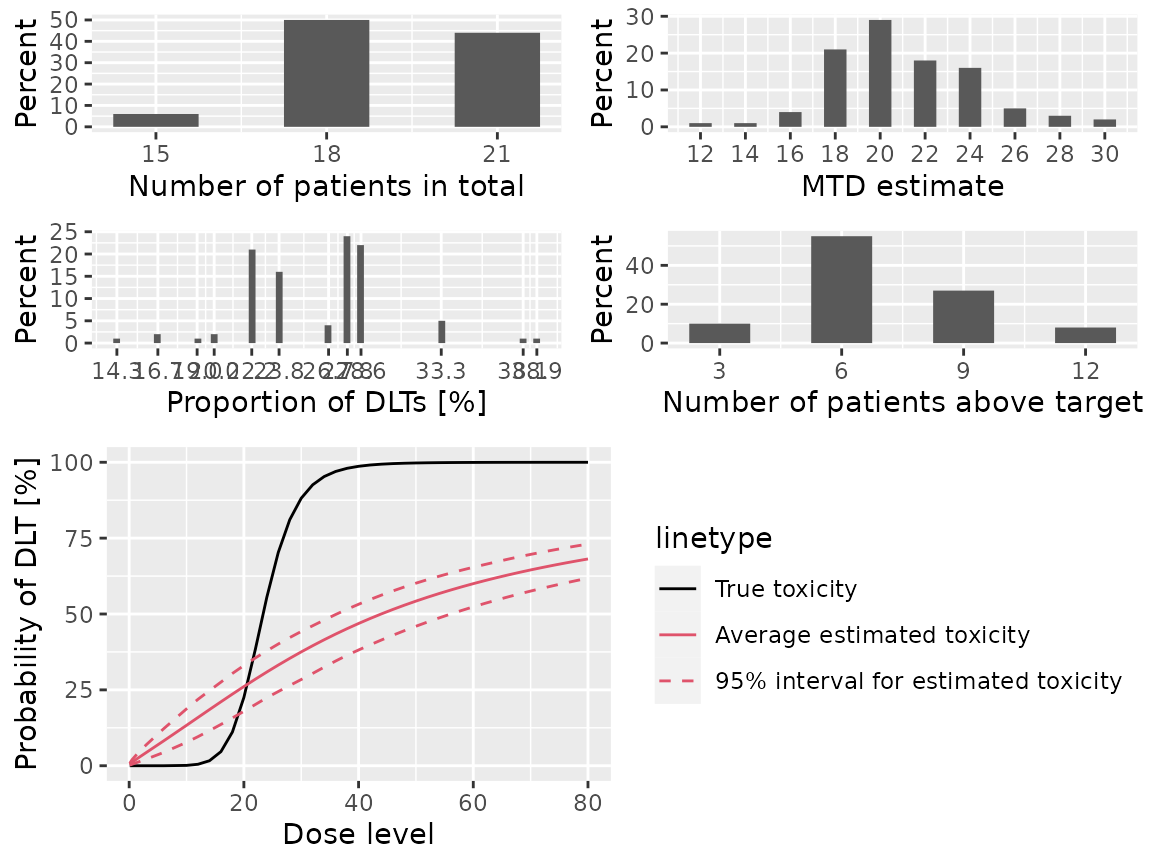 Percent
50
40
30
20
10
0
15 18 21
Number of patients in total
Percent
30
20
10
0
12 14 16 18 20 22 24 26 28 30
MTD estimate
Percent
25
20
15
10
5
0
14.3 16.7 33.3
Proportion of DLTs [%]
Percent
40
20
0
3 6 9 12
Number of patients above target
Probability of DLT [%]
100
75
50
25
0
0 20 40 60 80
Dose level
linetype
True toxicity
Average estimated toxicity
95% interval for estimated toxicity